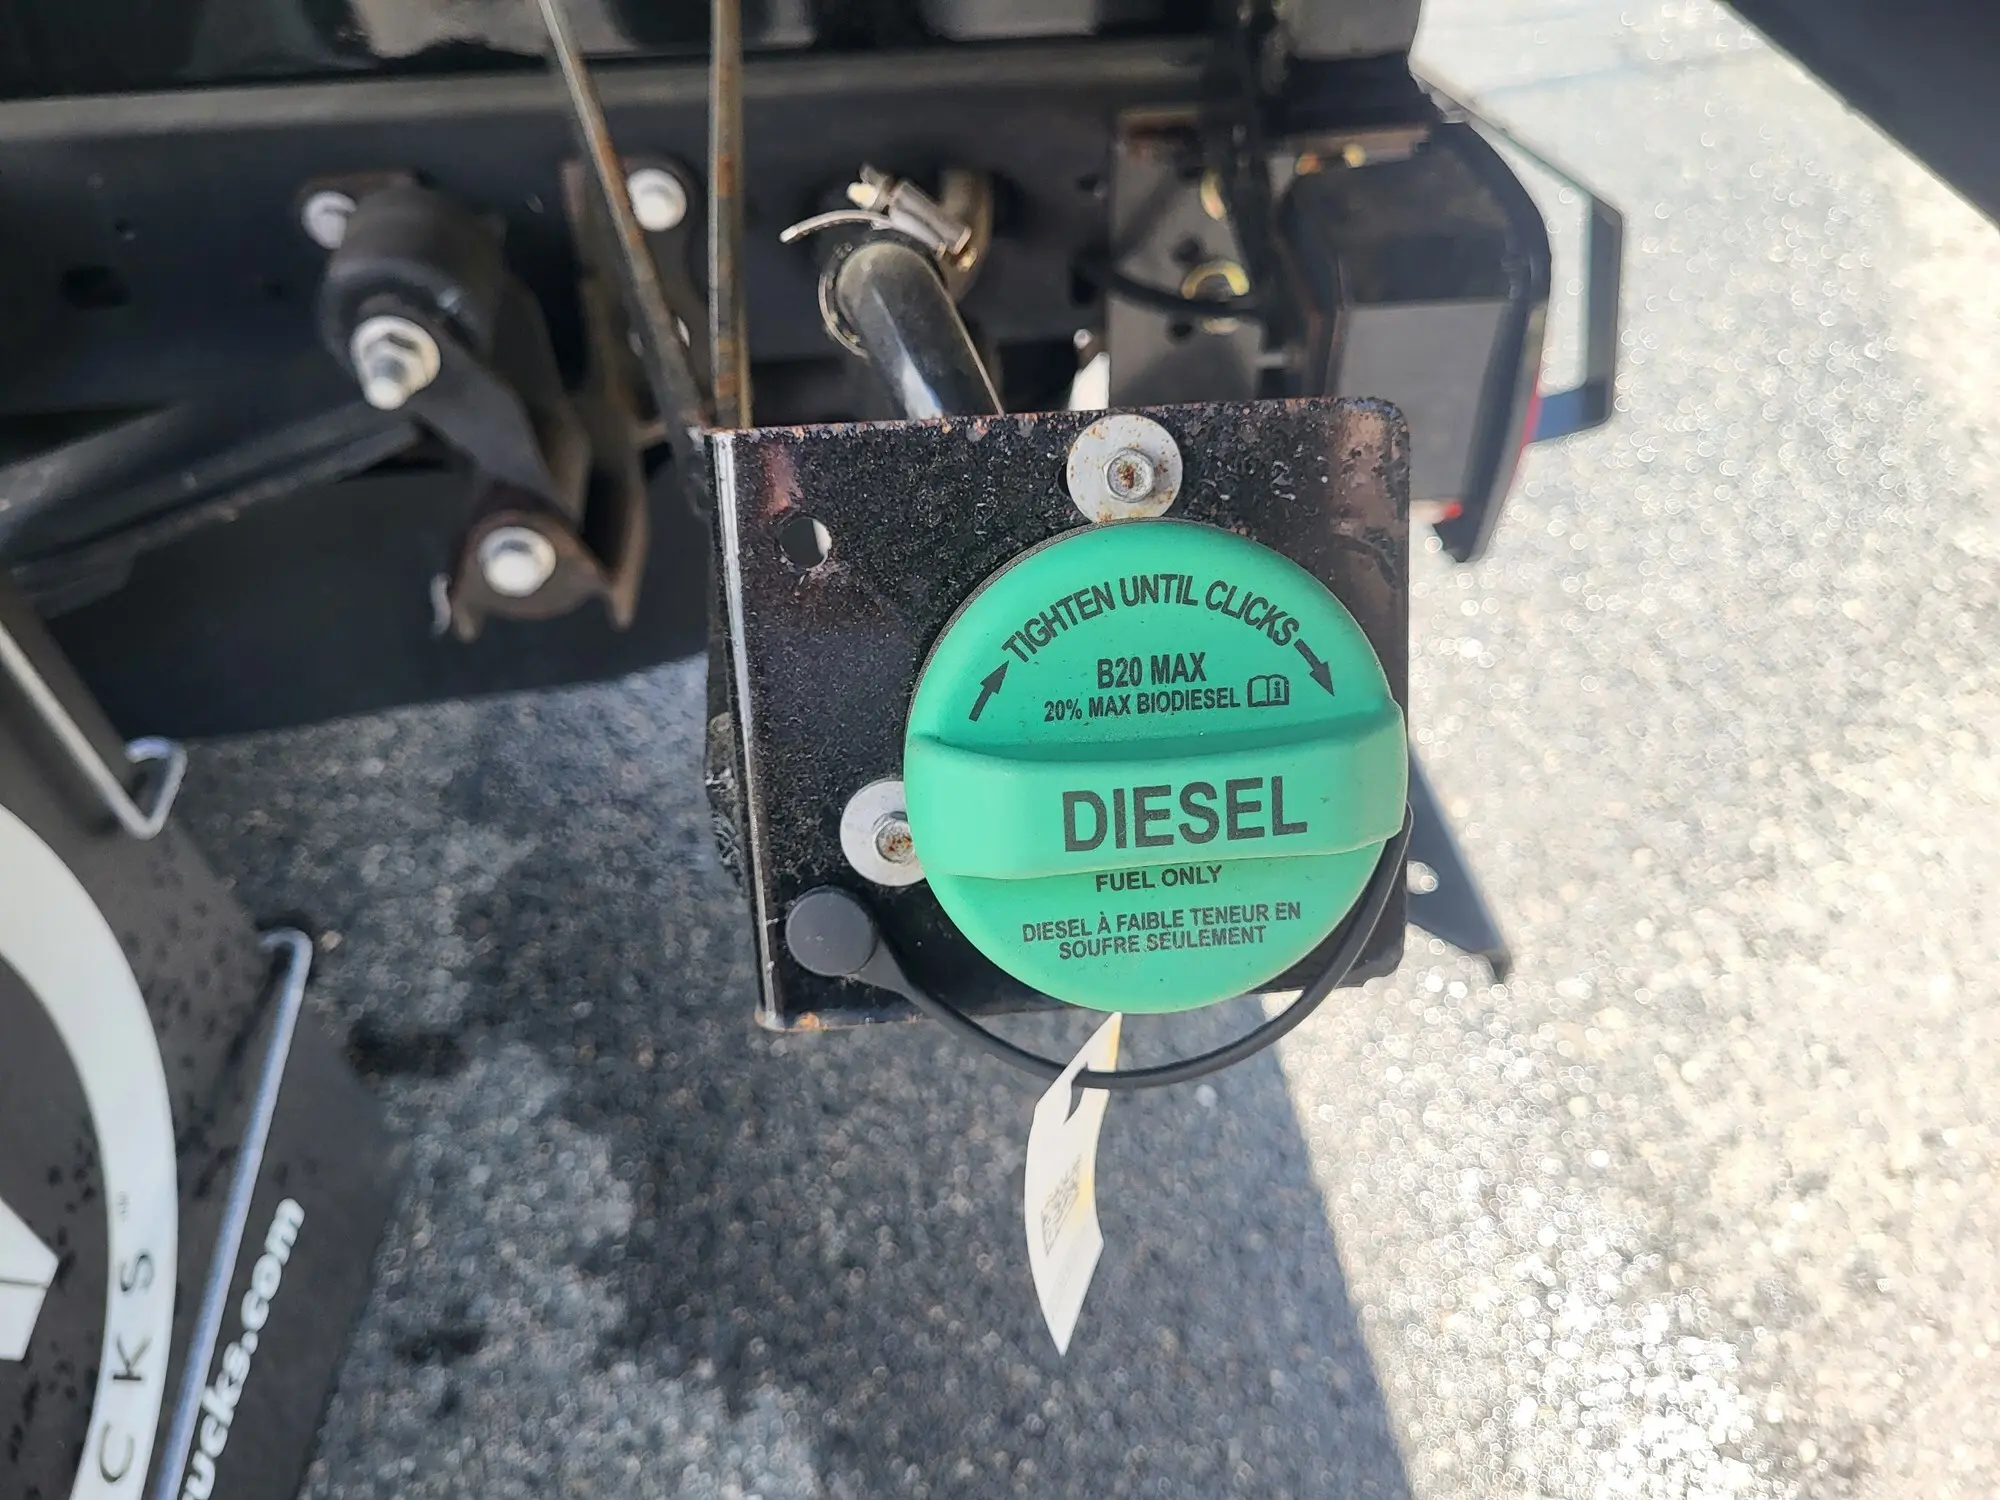 TIGHTEN UNTIL CLICKS
B20 MAX
20% MAX BIODIESEL
DIESEL
FUEL ONLY
DIESEL À FAIBLE TENEUR EN
SOUFRE SEULEMENT
CKS
ucks.com